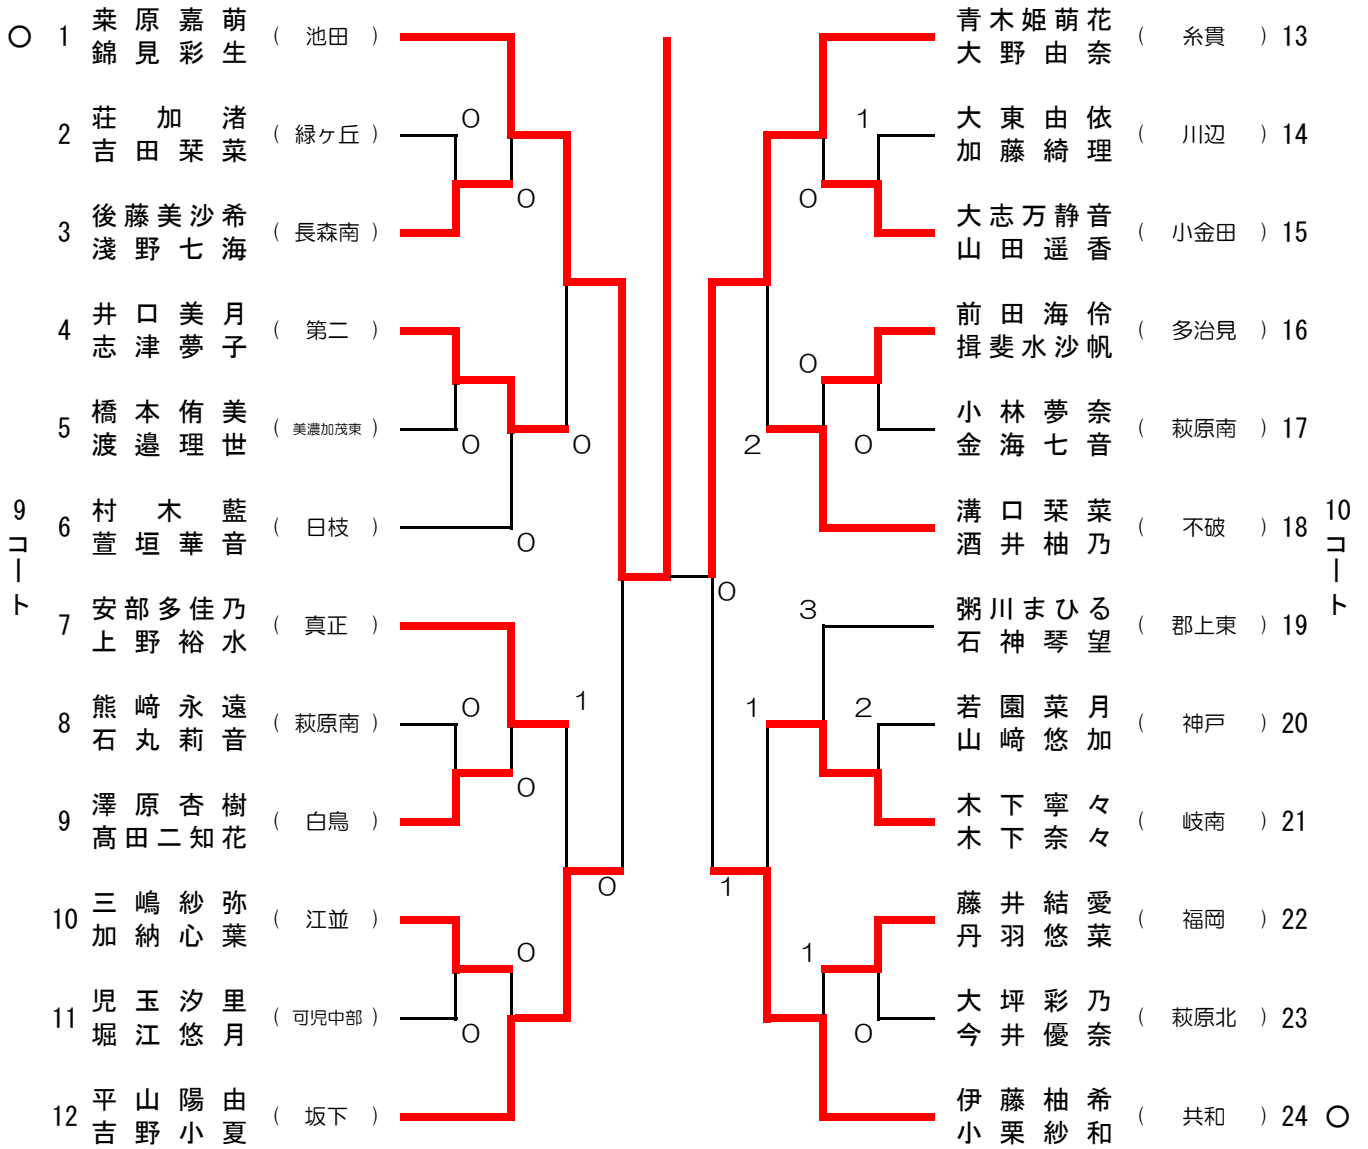 ○ 1 桒原嘉萌 錦見彩生 ( 池田 )
2 荘加渚 吉田栞菜 ( 緑ヶ丘 ) 0
3 後藤美沙希 淺野七海 ( 長森南 ) 0
4 井口美月 志津夢子 ( 第二 )
5 橋本侑美 渡邉理世 ( 美濃加茂東 ) 0 0
6 村木藍 萱垣華音 ( 日枝 ) 0
9コート
7 安部多佳乃 上野裕水 ( 真正 )
8 熊﨑永遠 石丸莉音 ( 萩原南 ) 0 1
9 澤原杏樹 髙田二知花 ( 白鳥 ) 0
10 三嶋紗弥 加納心葉 ( 江並 ) 0 0
11 児玉汐里 堀江悠月 ( 可児中部 ) 0
12 平山陽由 吉野小夏 ( 坂下 )
青木姫萌花 大野由奈 ( 糸貫 ) 13
1 大東由依 加藤綺理 ( 川辺 ) 14
0 大志万静音 山田遥香 ( 小金田 ) 15
0 前田海伶 揖斐水沙帆 ( 多治見 ) 16
2 0 小林夢奈 金海七音 ( 萩原南 ) 17
溝口栞菜 酒井柚乃 ( 不破 ) 18
10コート
0 3 粥川まひる 石神琴望 ( 郡上東 ) 19
1 2 若園菜月 山﨑悠加 ( 神戸 ) 20
木下寧々 木下奈々 ( 岐南 ) 21
1 1 藤井結愛 丹羽悠菜 ( 福岡 ) 22
0 大坪彩乃 今井優奈 ( 萩原北 ) 23
伊藤柚希 小栗紗和 ( 共和 ) 24 ○